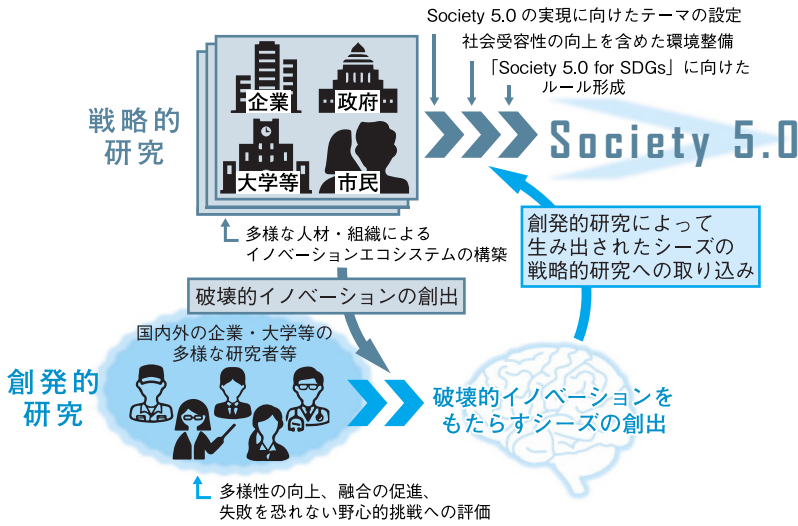 Society 5.0 の実現に向けたテーマの設定
社会受容性の向上を含めた環境整備
「Society 5.0 for SDGs」に向けた
ルール形成
戦略的
研究
企業
政府
大学等
市民
Society 5.0
多様な人材・組織による
イノベーションエコシステムの構築
創発的研究によって
生み出されたシーズの
戦略的研究への取り込み
破壊的イノベーションの創出
国内外の企業・大学等の
多様な研究者等
創発的
研究
破壊的イノベーションを
もたらすシーズの創出
多様性の向上、融合の促進、
失敗を恐れない野心的挑戦への評価